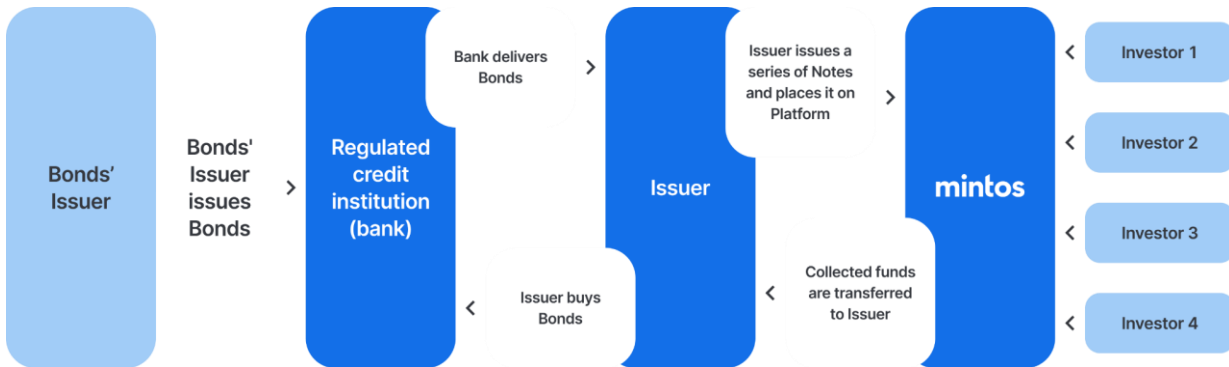 Bonds’
Issuer
Bonds'
Issuer
issues
Bonds
Regulated
credit
institution
(bank)
Bank delivers
Bonds
Issuer buys
Bonds
Issuer
Issuer issues a
series of Notes
and places it on
Platform
Collected funds
are transferred
to Issuer
mintos
Investor 1
Investor 2
Investor 3
Investor 4